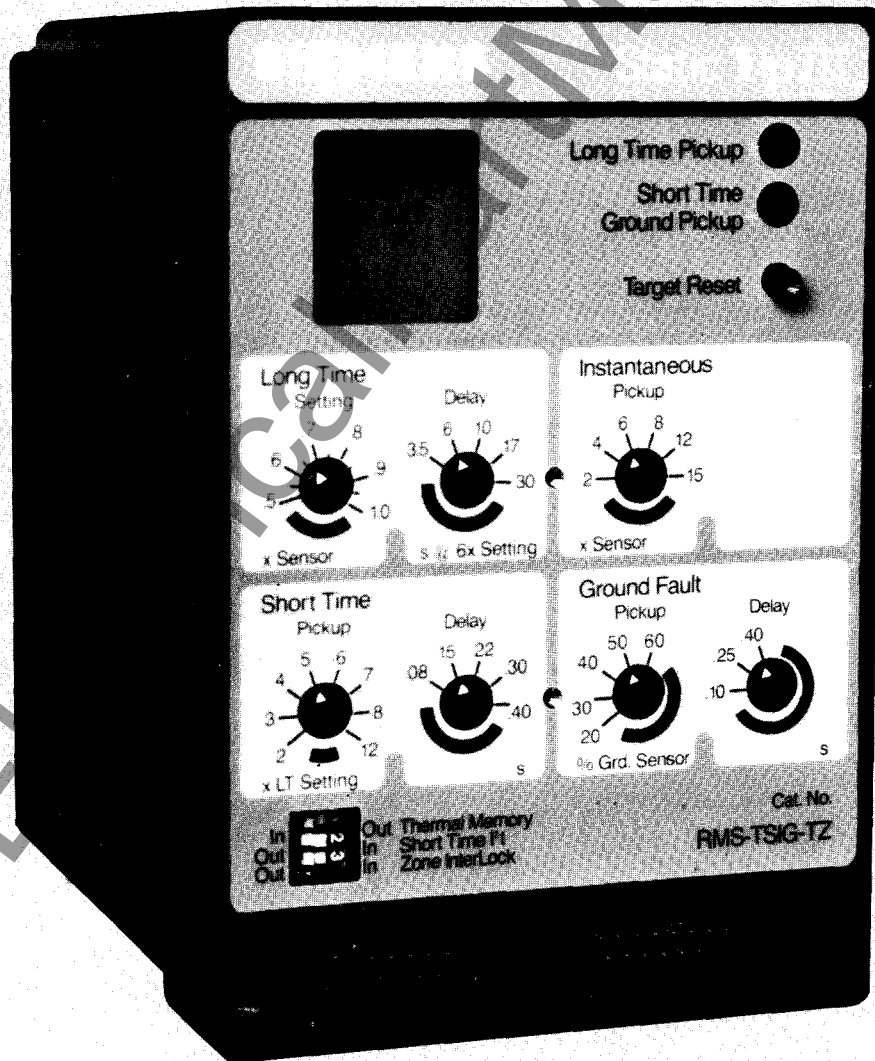 Long Time Pickup
Short Time
Ground Pickup
Target Reset
Long Time
Setting
.5 .6 .7 .8 .9 1.0
x Sensor
Delay
3.5 6 10 17 30
s @ 6x Setting
Instantaneous
Pickup
2 4 6 8 12 15
x Sensor
Short Time
Pickup
2 3 4 5 6 7 8 12
x LT Setting
Delay
.08 .15 .22 .30 .40
s
Ground Fault
Pickup
20 30 40 50 60
% Grd. Sensor
Delay
.10 .25 .40
s
In Out Thermal Memory
Out 2 In Short Time I²t
Out 3 In Zone InterLock
Cat. No.
RMS-TSIG-TZ